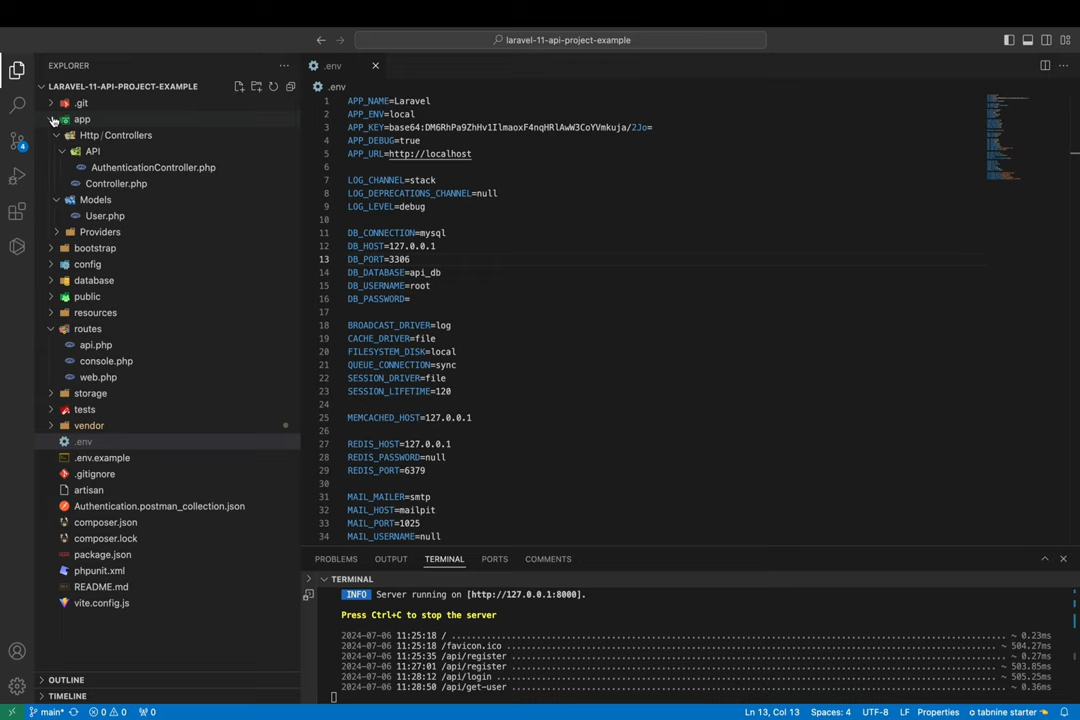 laravel-11-api-project-example
EXPLORER
LARAVEL-11-API-PROJECT-EXAMPLE
.git
app
Http / Controllers
API
AuthenticationController.php
Controller.php
Models
User.php
Providers
bootstrap
config
database
public
resources
routes
api.php
console.php
web.php
storage
tests
vendor
.env
.env.example
.gitignore
artisan
Authentication.postman_collection.json
composer.json
composer.lock
package.json
phpunit.xml
README.md
vite.config.js
OUTLINE
TIMELINE
4
.env
.env
1 APP_NAME=Laravel
2 APP_ENV=local
3 APP_KEY=base64:DM6RhPa9ZhHv1IlmaoxF4nqHRlAwW3CoYVmkuja/2Jo=
4 APP_DEBUG=true
5 APP_URL=http://localhost
6
7 LOG_CHANNEL=stack
8 LOG_DEPRECATIONS_CHANNEL=null
9 LOG_LEVEL=debug
10
11 DB_CONNECTION=mysql
12 DB_HOST=127.0.0.1
13 DB_PORT=3306
14 DB_DATABASE=api_db
15 DB_USERNAME=root
16 DB_PASSWORD=
17
18 BROADCAST_DRIVER=log
19 CACHE_DRIVER=file
20 FILESYSTEM_DISK=local
21 QUEUE_CONNECTION=sync
22 SESSION_DRIVER=file
23 SESSION_LIFETIME=120
24
25 MEMCACHED_HOST=127.0.0.1
26
27 REDIS_HOST=127.0.0.1
28 REDIS_PASSWORD=null
29 REDIS_PORT=6379
30
31 MAIL_MAILER=smtp
32 MAIL_HOST=mailpit
33 MAIL_PORT=1025
34 MAIL_USERNAME=null
PROBLEMS OUTPUT TERMINAL PORTS COMMENTS
TERMINAL
INFO Server running on [http://127.0.0.1:8000].
Press Ctrl+C to stop the server
2024-07-06 11:25:18 / ~ 0.23ms
2024-07-06 11:25:18 /favicon.ico ~ 504.27ms
2024-07-06 11:25:35 /api/register ~ 0.27ms
2024-07-06 11:27:01 /api/register ~ 503.85ms
2024-07-06 11:28:12 /api/login ~ 505.25ms
2024-07-06 11:28:50 /api/get-user ~ 0.36ms
main* 0 0 0 Ln 13, Col 13 Spaces: 4 UTF-8 LF Properties tabnine starter